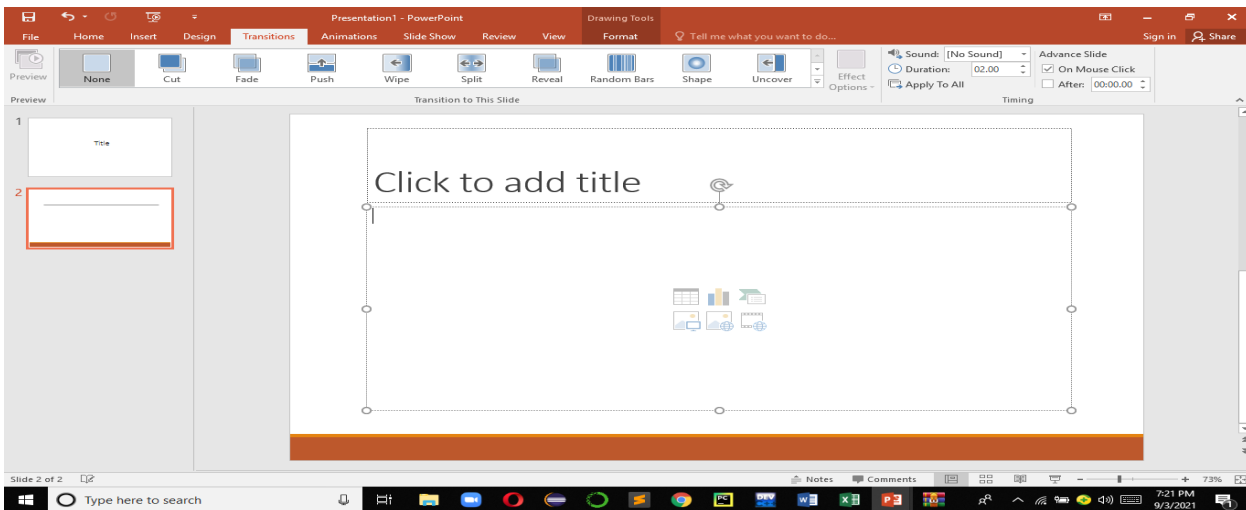 Presentation1 - PowerPoint
Drawing Tools
File Home Insert Design Transitions Animations Slide Show Review View Format Tell me what you want to do... Sign in Share
Preview
None Cut Fade Push Wipe Split Reveal Random Bars Shape Uncover
Effect Options
Sound: [No Sound]
Duration: 02.00
Apply To All
Advance Slide
On Mouse Click
After: 00:00.00
Preview Transition to This Slide Timing
1
Title
2
Click to add title
Slide 2 of 2 Notes Comments 73%
Type here to search
PC
DEV
7:21 PM
9/3/2021
1